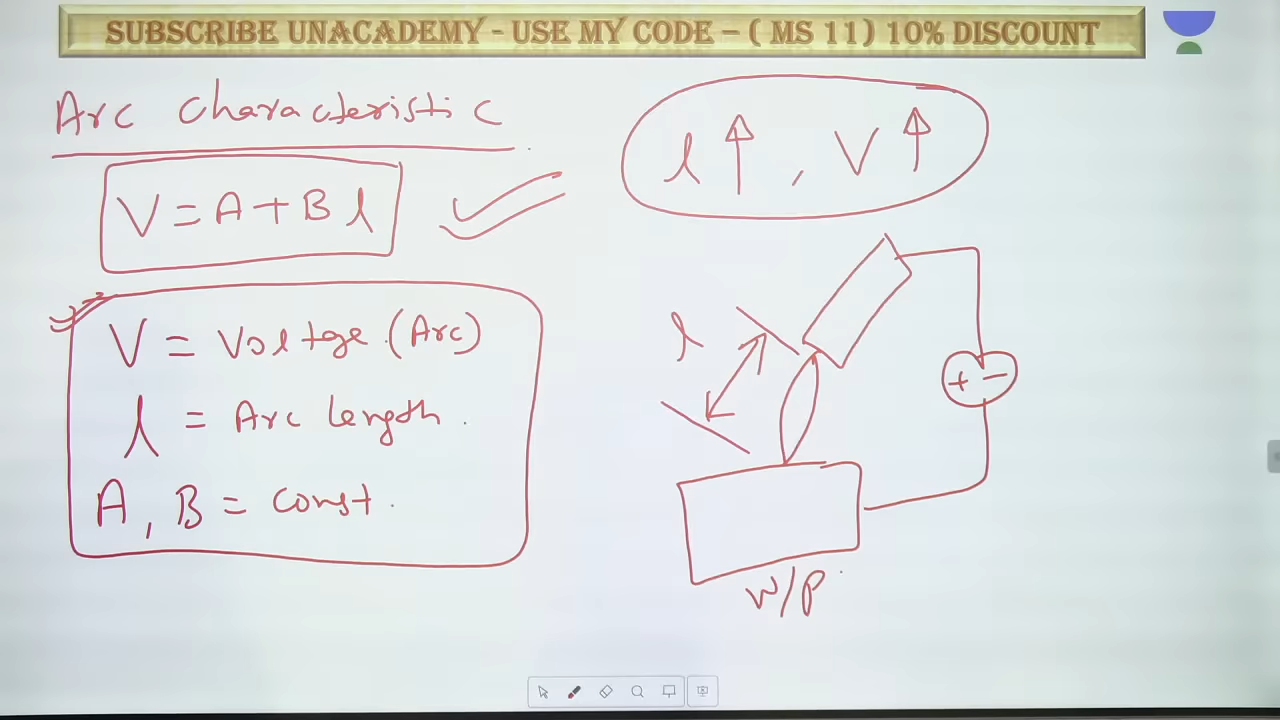 SUBSCRIBE UNACADEMY - USE MY CODE – ( MS 11) 10% DISCOUNT
Arc characteristic
V = A + B l
l ↑ , V ↑
V = Voltage (Arc)
l = Arc length.
A, B = const.
l
+ -
W/P